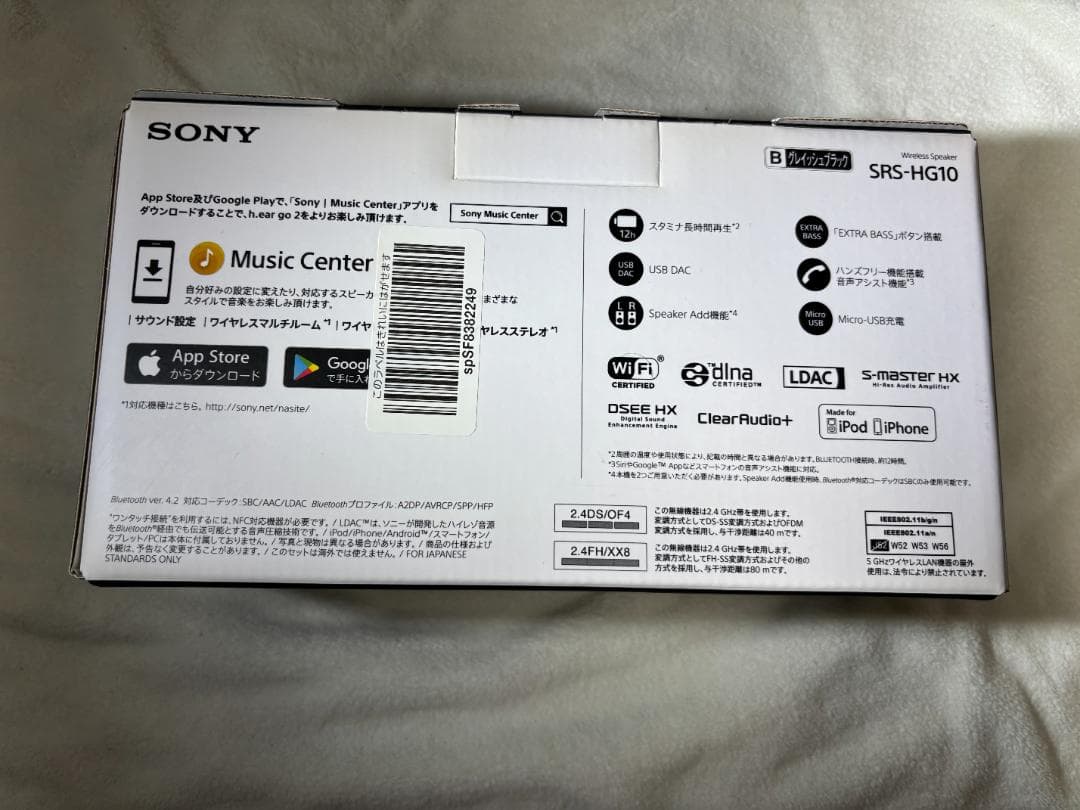 SONY
B グレイッシュブラック
Wireless Speaker
SRS-HG10
App Store及びGoogle Playで、「Sony | Music Center」アプリを
ダウンロードすることで、h.ear go 2をよりお楽しみ頂けます。
Sony Music Center
Music Center
自分好みの設定に変えたり、対応するスピーカ
まざまな
スタイルで音楽をお楽しみ頂けます。
| サウンド設定 | ワイヤレスマルチルーム *1 | ワイヤ
ヤレスステレオ *1
App Store
からダウンロード
Googl
で手に入れ
*1対応機種はこちら。http://sony.net/nasite/
このラベルはきれいにはがせます
spSF8382249
12h
スタミナ長時間再生*2
USB
DAC
USB DAC
L R
Speaker Add機能*4
EXTRA
BASS
「EXTRA BASS」ボタン搭載
ハンズフリー機能搭載
音声アシスト機能*3
Micro
USB
Micro-USB充電
Wi Fi®
CERTIFIED
dlna
CERTIFIED™
LDAC
S-MASTER HX
Hi-Res Audio Amplifier
DSEE HX
Digital Sound
Enhancement Engine
ClearAudio+
Made for
iPod iPhone
*2周囲の温度や使用状態により、記載の時間と異なる場合があります。BLUETOOTH接続時、約12時間。
*3SiriやGoogle™ Appなどスマートフォンの音声アシスト機能に対応。
*4本機を2つご用意いただく必要があります。Speaker Add機能使用時、Bluetooth®対応コーデックはSBCのみ使用可能です。
Bluetooth ver. 4.2 対応コーデック:SBC/AAC/LDAC Bluetoothプロファイル:A2DP/AVRCP/SPP/HFP
"ワンタッチ接続"を利用するには、NFC対応機器が必要です。/ LDAC™は、ソニーが開発したハイレゾ音源
をBluetooth®経由でも伝送可能とする音声圧縮技術です。/ iPod/iPhone/Android™/スマートフォン/
タブレット/PCは本体に付属しておりません。/ 写真と現物は異なる場合があります。/ 商品の仕様および
外観は、予告なく変更することがあります。/ このセットは海外では使えません。/ FOR JAPANESE
STANDARDS ONLY
2.4DS/OF4
この無線機器は2.4 GHz帯を使用します。
変調方式としてDS-SS変調方式およびOFDM
変調方式を採用し、与干渉距離は40 mです。
2.4FH/XX8
この無線機器は2.4 GHz帯を使用します。
変調方式としてFH-SS変調方式およびその他の
方式を採用し、与干渉距離は80 mです。
IEEE802.11b/g/n
IEEE802.11a/n
J52 W52 W53 W56
5 GHzワイヤレスLAN機器の屋外
使用は、法令により禁止されています。